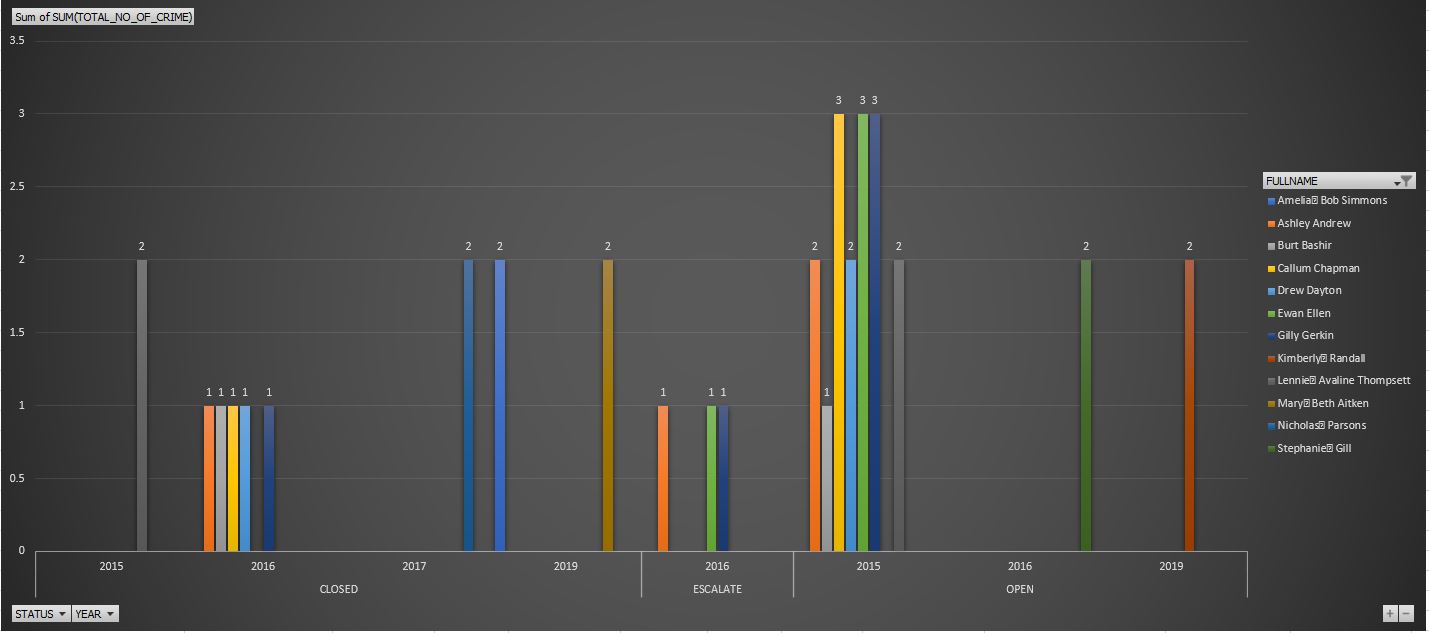 Sum of SUM(TOTAL_NO_OF_CRIME)
3.5
3
2.5
2
1.5
1
0.5
0
2
1 1 1 1 1
2 2
2
1 1 1
2 1 3 2 3 3 2
2
2
2015 2016 2017 2019 2016 2015 2016 2019
CLOSED ESCALATE OPEN
FULLNAME
Amelia⍰ Bob Simmons
Ashley Andrew
Burt Bashir
Callum Chapman
Drew Dayton
Ewan Ellen
Gilly Gerkin
Kimberly⍰ Randall
Lennie⍰ Avaline Thompsett
Mary⍰ Beth Aitken
Nicholas⍰ Parsons
Stephanie⍰ Gill
STATUS YEAR
+ −